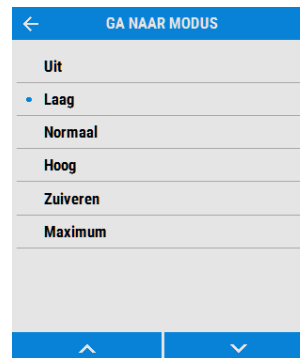 GA NAAR MODUS
Uit
Laag
Normaal
Hoog
Zuiveren
Maximum